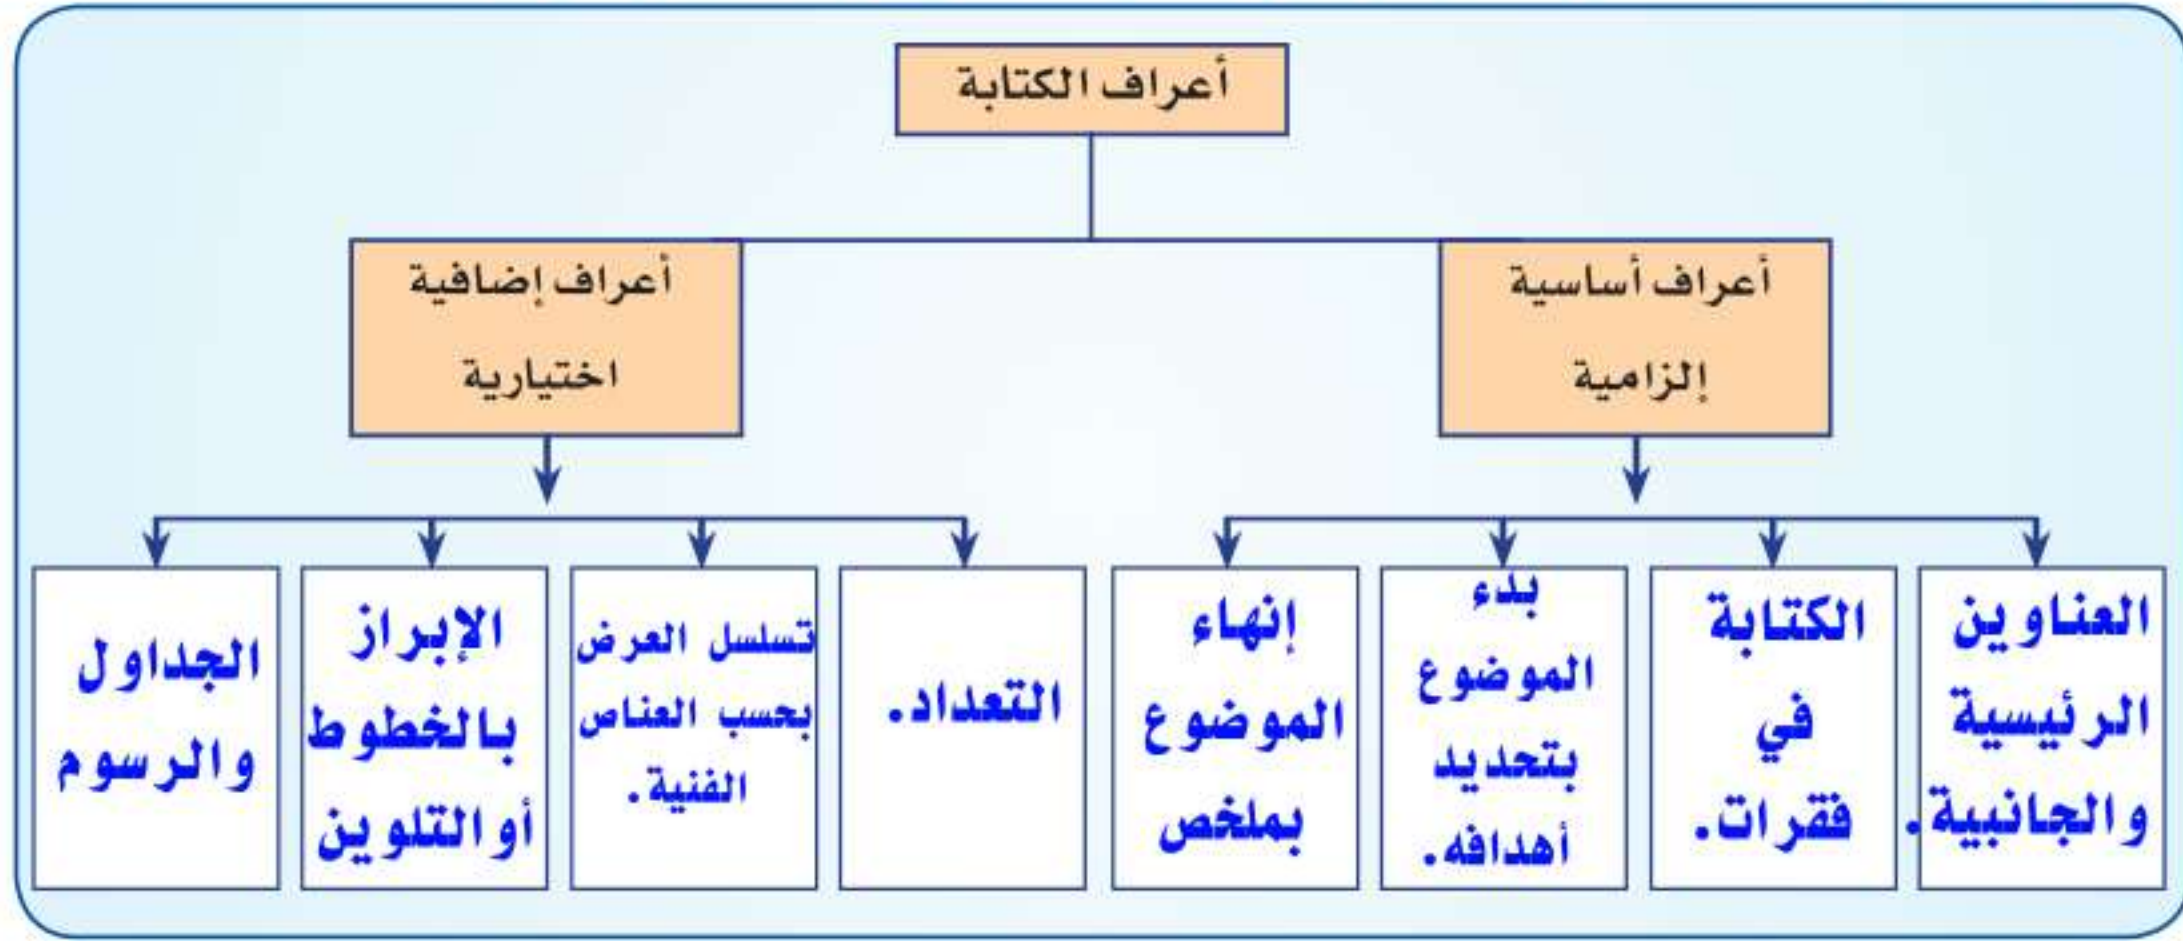 أعراف الكتابة
أعراف أساسية
إلزامية
أعراف إضافية
اختيارية
العناوين
الرئيسية
والجانبية.
الكتابة
في
فقرات.
بدء
الموضوع
بتحديد
أهدافه.
إنهاء
الموضوع
بملخص
التعداد.
تسلسل العرض
بحسب العناص
الفنية.
الإبراز
بالخطوط
أو التلوين
الجداول
والرسوم